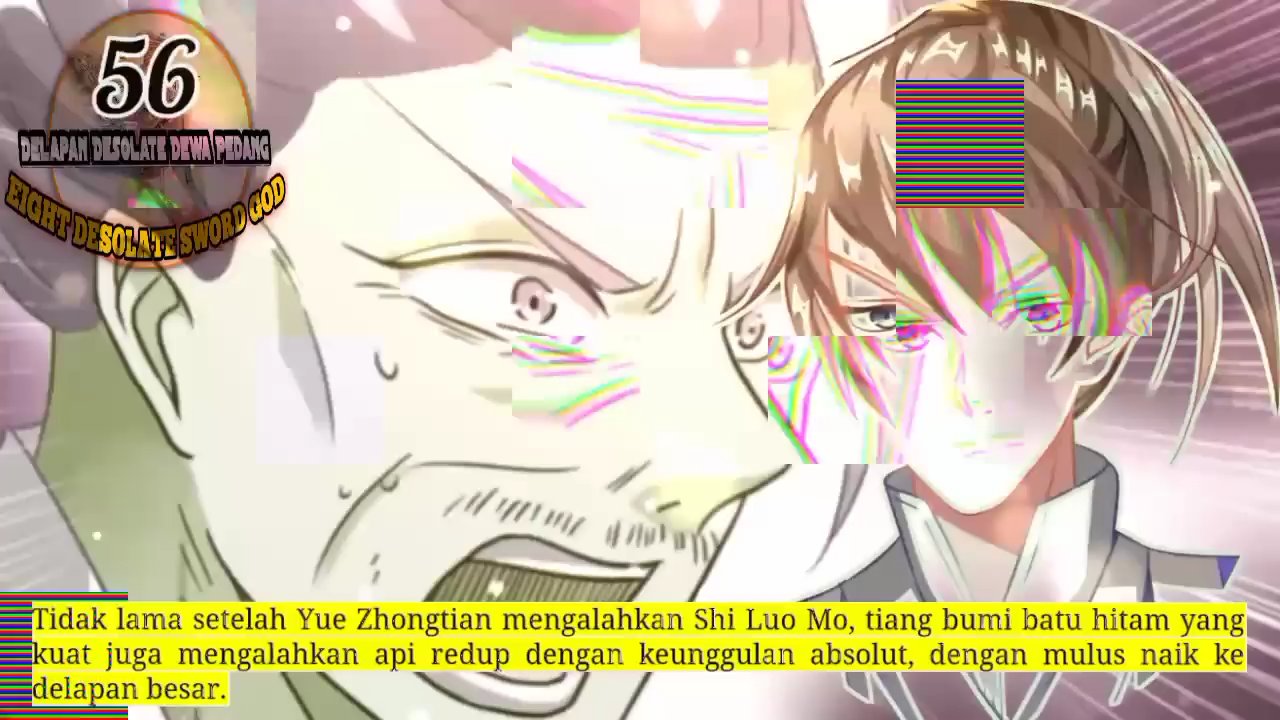 56
DELAPAN DESOLATE DEWA PEDANG
EIGHT DESOLATE SWORD GOD
Tidak lama setelah Yue Zhongtian mengalahkan Shi Luo Mo, tiang bumi batu hitam yang
kuat juga mengalahkan api redup dengan keunggulan absolut, dengan mulus naik ke
delapan besar.